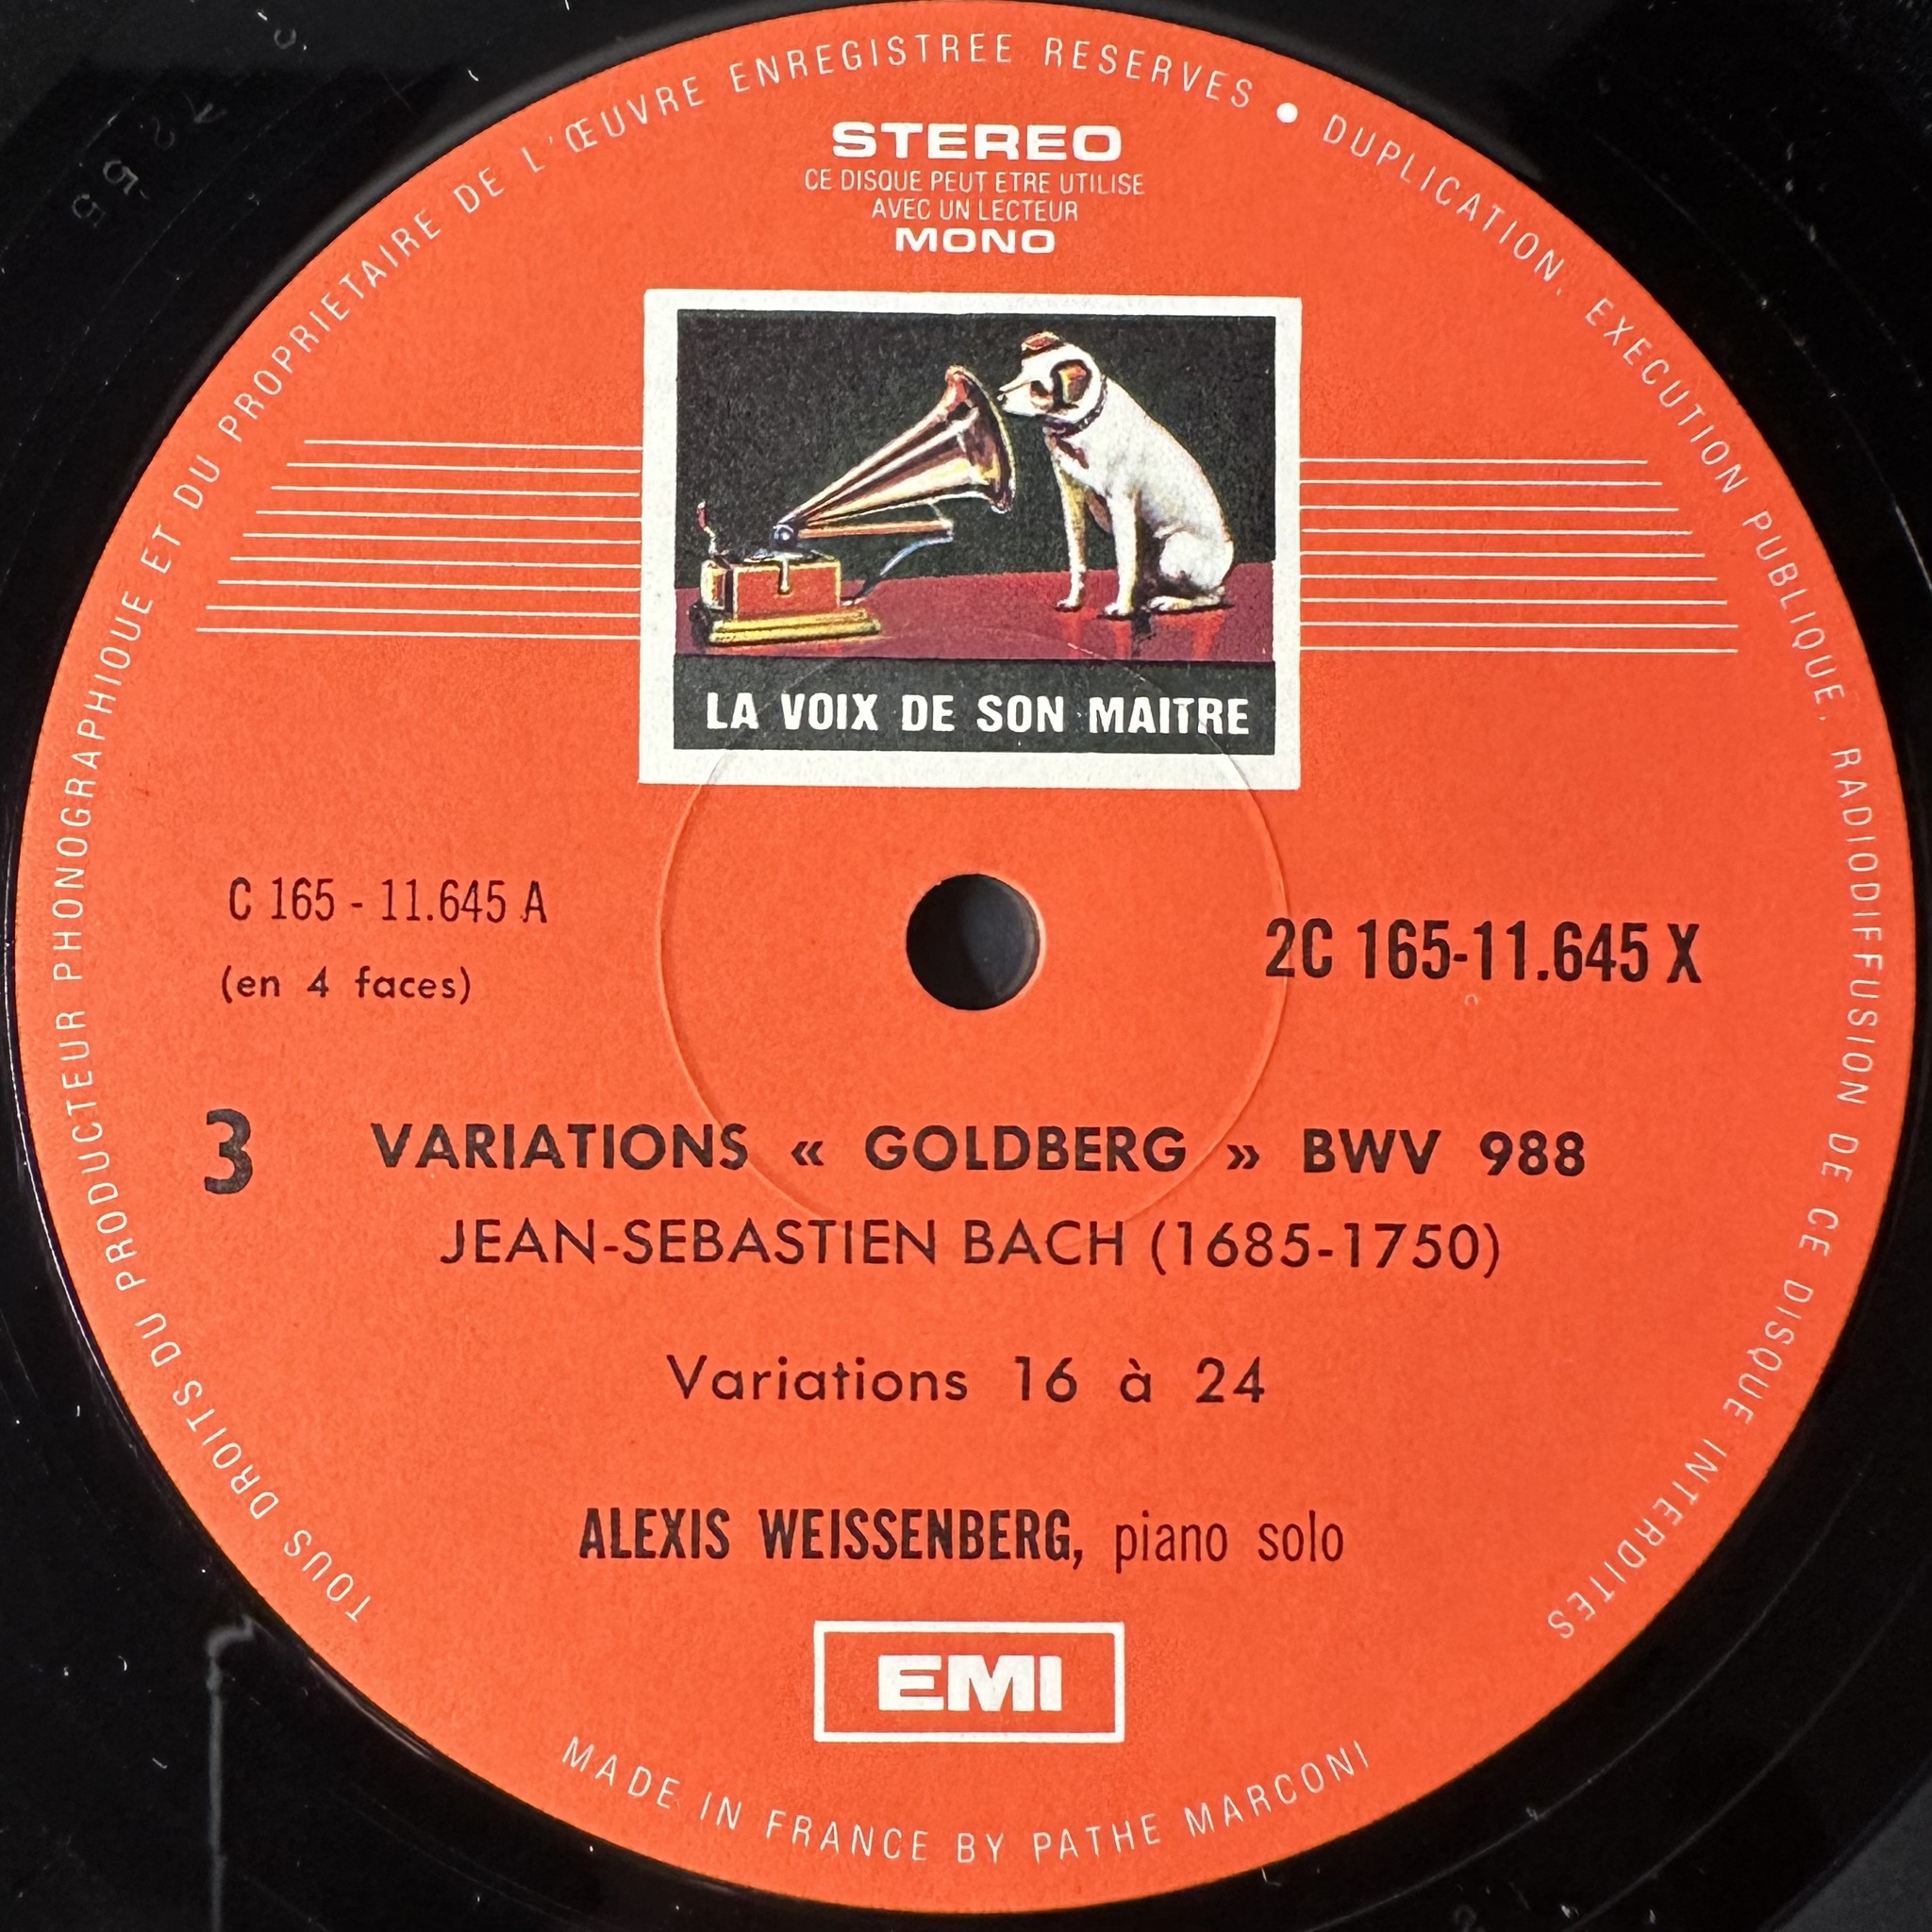 TOUS DROITS DU PRODUCTEUR PHONOGRAPHIQUE ET DU PROPRIETAIRE DE L'ŒUVRE ENREGISTREE RESERVES • DUPLICATION. EXECUTION PUBLIQUE, RADIODIFFUSION DE CE DISQUE INTERDITES
STEREO
CE DISQUE PEUT ETRE UTILISE
AVEC UN LECTEUR
MONO
LA VOIX DE SON MAITRE
C 165 - 11.645 A
(en 4 faces)
2C 165-11.645 X
3 VARIATIONS « GOLDBERG » BWV 988
JEAN-SEBASTIEN BACH (1685-1750)
Variations 16 à 24
ALEXIS WEISSENBERG, piano solo
EMI
MADE IN FRANCE BY PATHE MARCONI